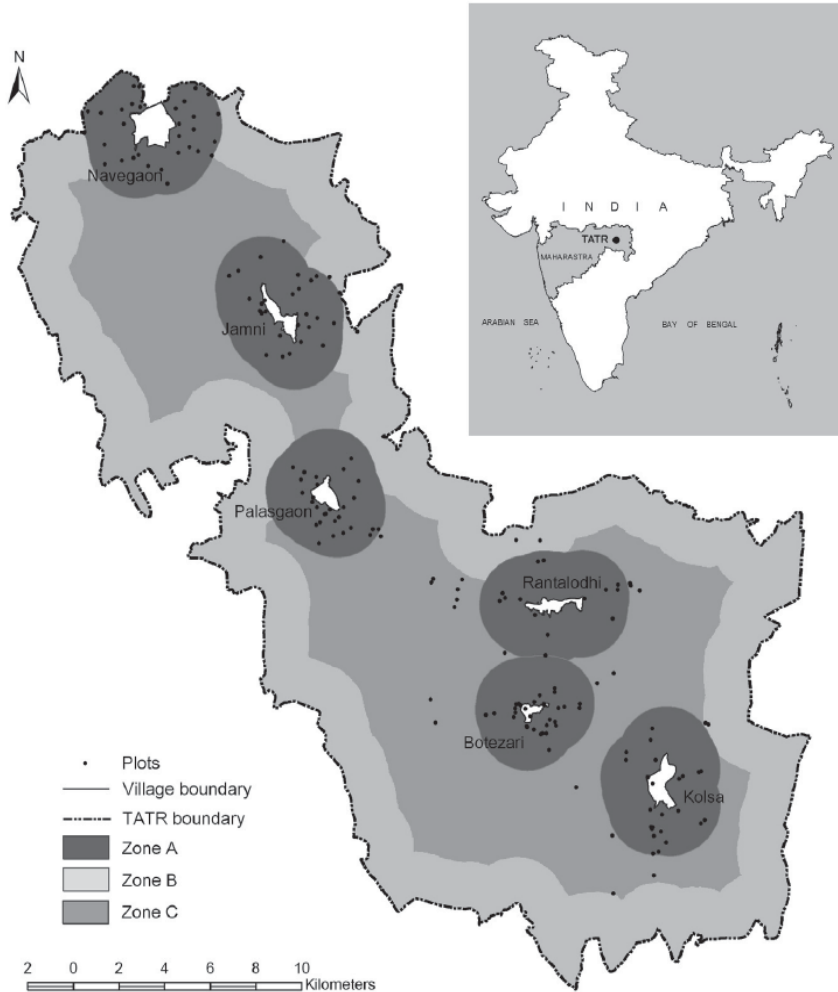 N
Navegaon
Jamni
Palasgaon
Rantalodhi
Botezari
Kolsa
I N D I A
TATR
MAHARASTRA
ARABIAN SEA
BAY OF BENGAL
Plots
Village boundary
TATR boundary
Zone A
Zone B
Zone C
2 0 2 4 6 8 10
Kilometers